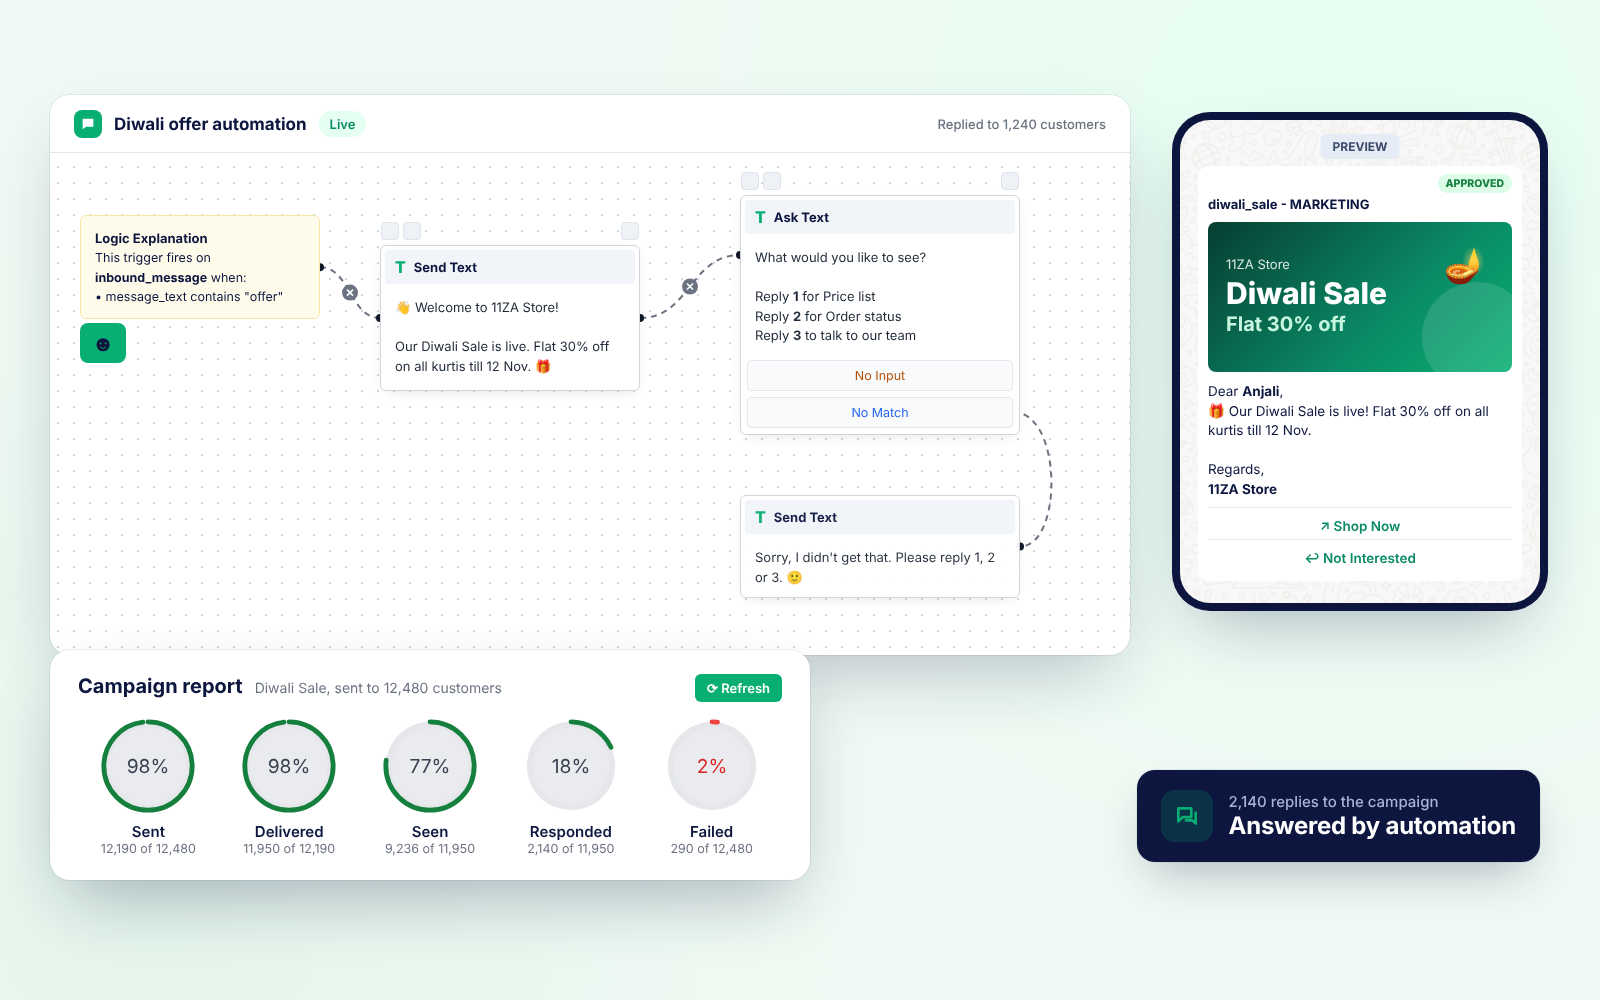 Diwali offer automation
Live
Replied to 1,240 customers
Logic Explanation
This trigger fires on
inbound_message when:
• message_text contains "offer"
T Send Text
👋 Welcome to 11ZA Store!
Our Diwali Sale is live. Flat 30% off
on all kurtis till 12 Nov. 🎁
T Ask Text
What would you like to see?
Reply 1 for Price list
Reply 2 for Order status
Reply 3 to talk to our team
No Input
No Match
T Send Text
Sorry, I didn't get that. Please reply 1, 2
or 3. 🙂
PREVIEW
APPROVED
diwali_sale - MARKETING
11ZA Store
Diwali Sale
Flat 30% off
Dear Anjali,
🎁 Our Diwali Sale is live! Flat 30% off on all
kurtis till 12 Nov.
Regards,
11ZA Store
Shop Now
Not Interested
Campaign report
Diwali Sale, sent to 12,480 customers
⟳ Refresh
98%
Sent
12,190 of 12,480
98%
Delivered
11,950 of 12,190
77%
Seen
9,236 of 11,950
18%
Responded
2,140 of 11,950
2%
Failed
290 of 12,480
2,140 replies to the campaign
Answered by automation